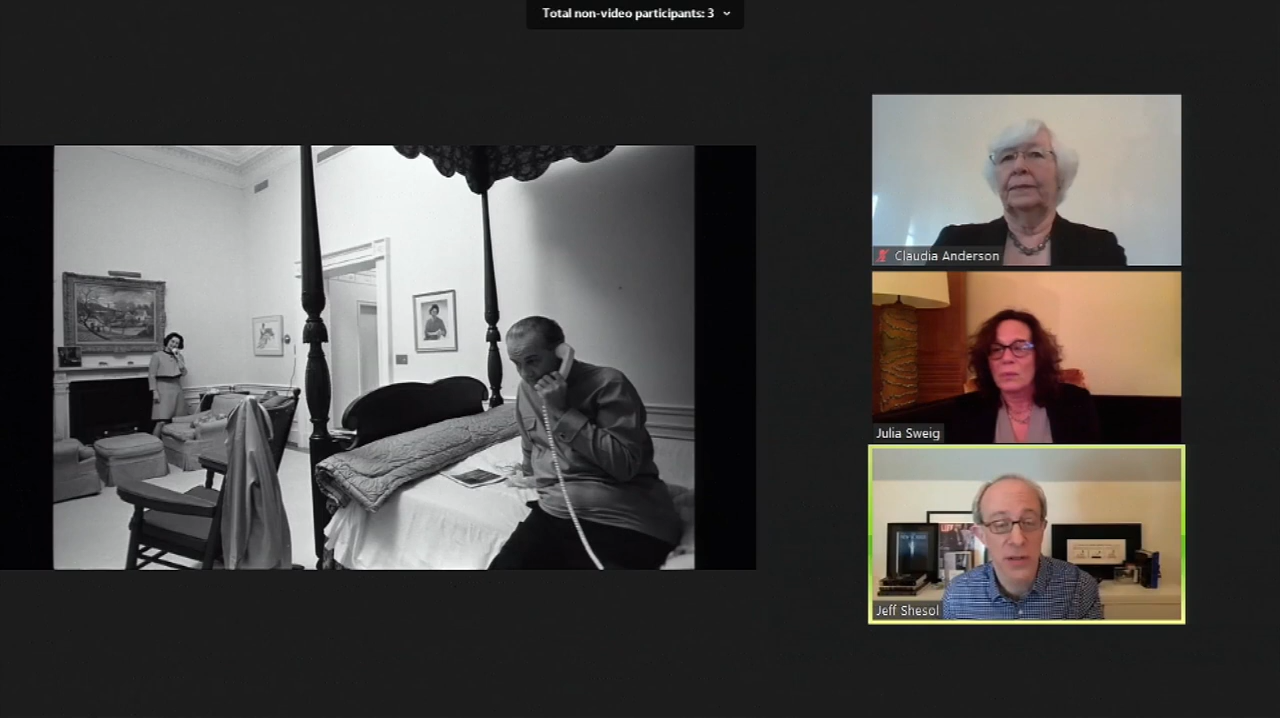 Total non-video participants: 3
Claudia Anderson
Julia Sweig
Jeff Shesol